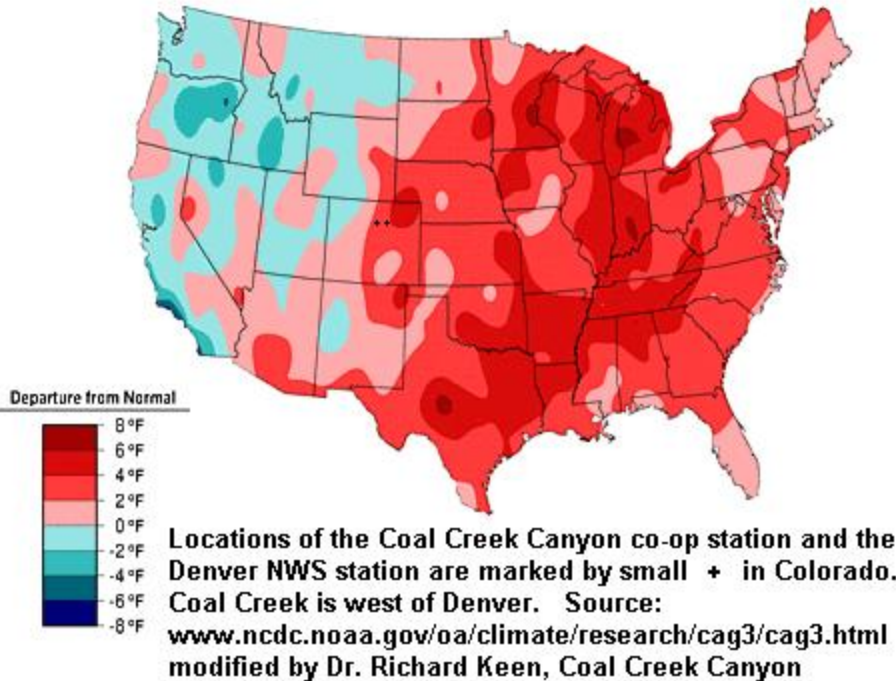 Departure from Normal
8°F
6°F
4°F
2°F
0°F
-2°F
-4°F
-6°F
-8°F
Locations of the Coal Creek Canyon co-op station and the
Denver NWS station are marked by small + in Colorado.
Coal Creek is west of Denver. Source:
www.ncdc.noaa.gov/oa/climate/research/cag3/cag3.html
modified by Dr. Richard Keen, Coal Creek Canyon